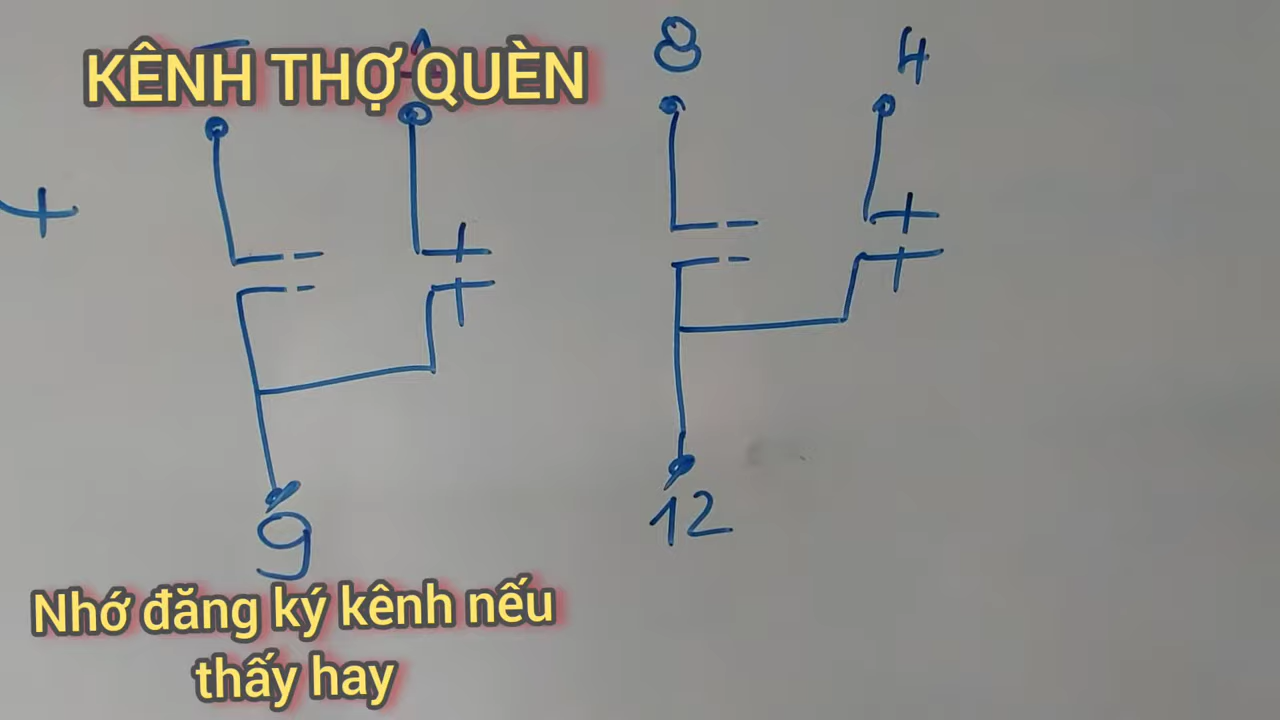 KÊNH THỢ QUÈN
8 4
9 12
Nhớ đăng ký kênh nếu
thấy hay